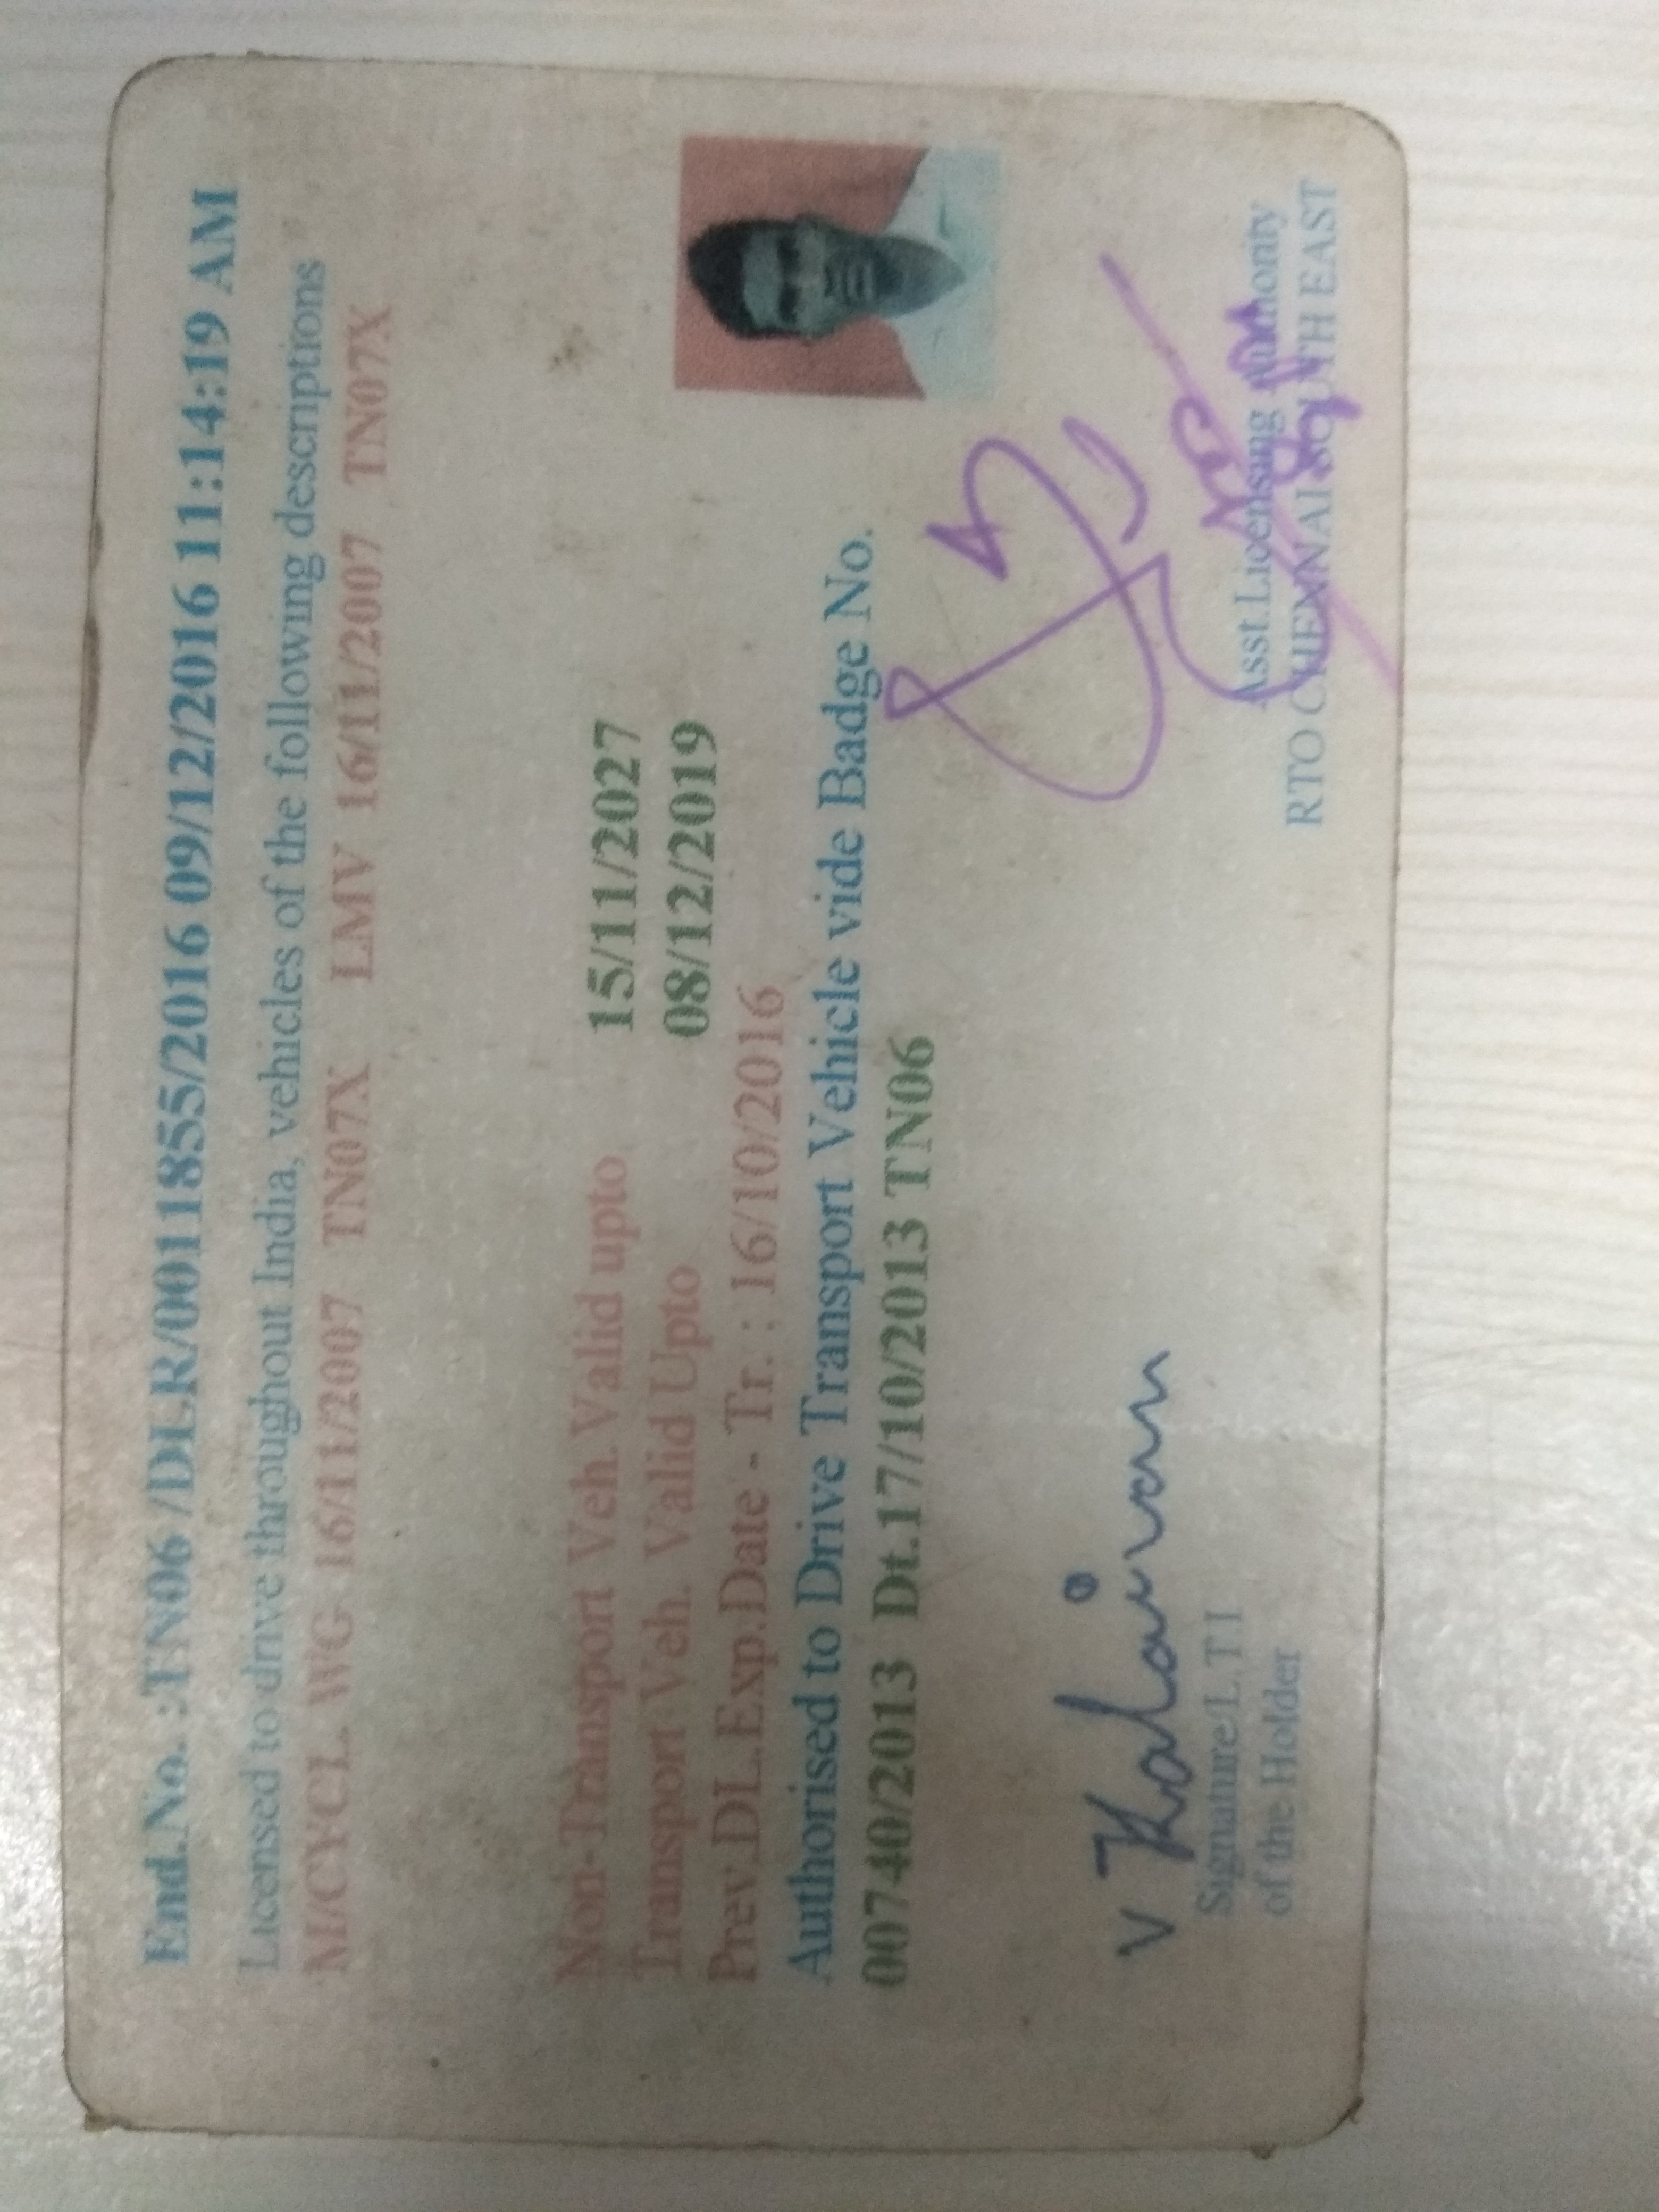 End.No. :TN06 /DLR/0011855/2016 09/12/2016 11:14:19 AM
Licensed to drive throughout India, vehicles of the following descriptions
M/CYCL. WG 16/11/2007 TN07X LMV 16/11/2007 TN07X
Non-Transport Veh. Valid upto 15/11/2027
Transport Veh. Valid Upto 08/12/2019
Prev.DL.Exp.Date - Tr. : 16/10/2016
Authorised to Drive Transport Vehicle vide Badge No.
00740/2013 Dt.17/10/2013 TN06
V Kalaivam
Signature/L.T.I
of the Holder
Asst.Licensing Authority
RTO CHENNAI SOUTH EAST